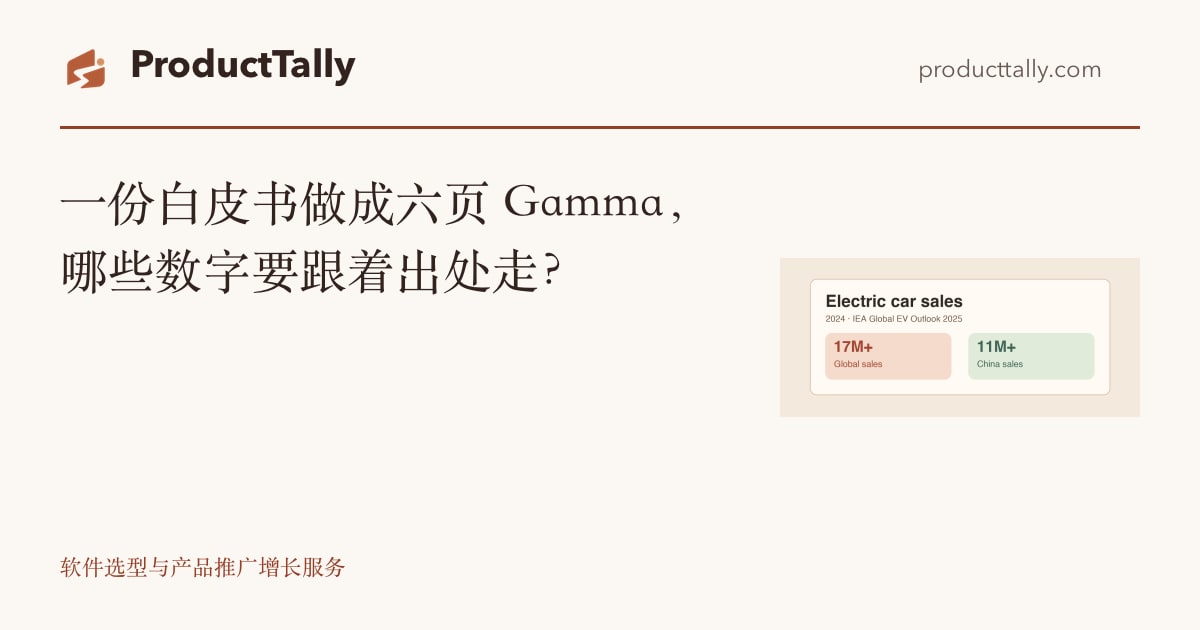 ProductTally
producttally.com
一份白皮书做成六页 Gamma,
哪些数字要跟着出处走?
Electric car sales
2024 · IEA Global EV Outlook 2025
17M+
Global sales
11M+
China sales
软件选型与产品推广增长服务